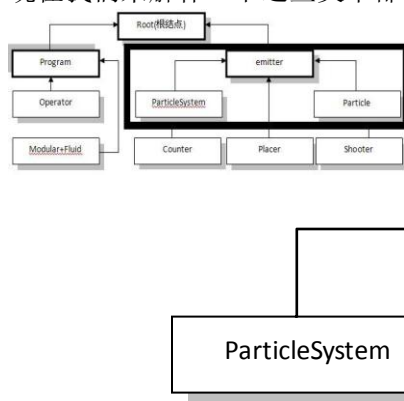 Root(根结点)
Program
emitter
Operator
ParticleSystem
Particle
Modular+Fluid
Counter
Placer
Shooter
ParticleSystem